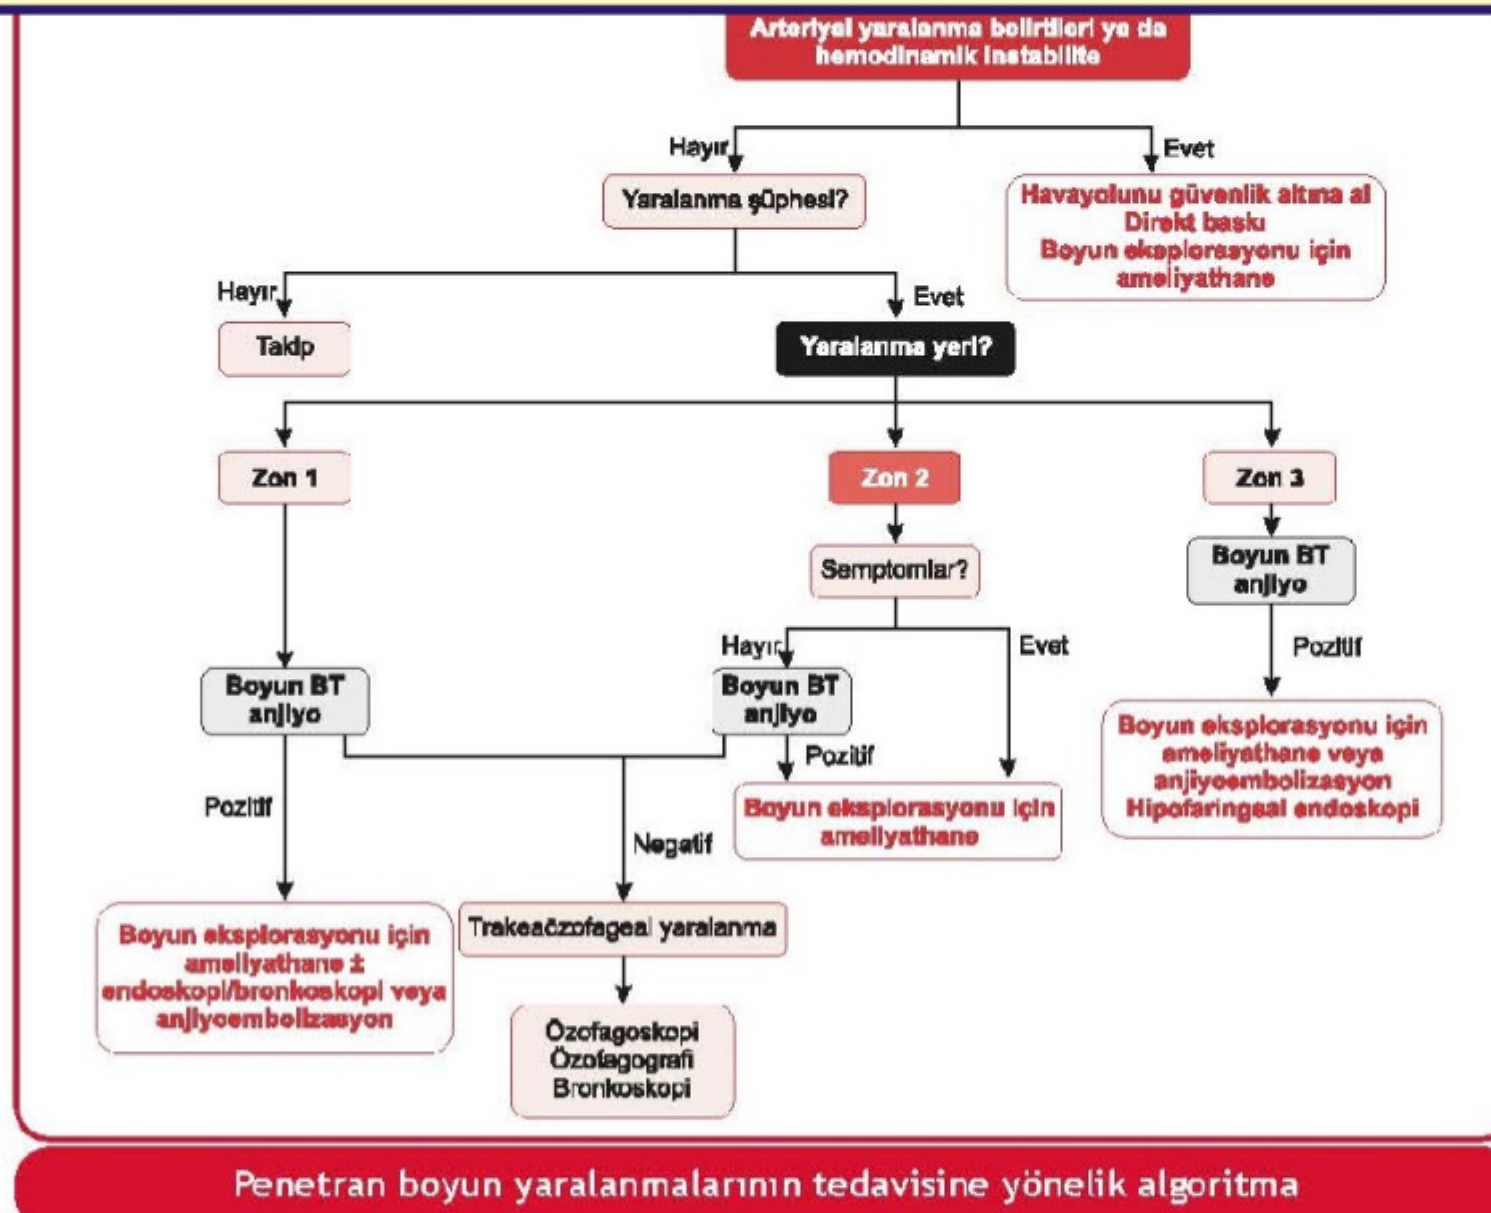 Arteriyel yaralanma belirtileri ya da
hemodinamik instabilite
Hayır
Evet
Yaralanma şüphesi?
Havayolunu güvenlik altına al
Direkt baskı
Boyun eksplorasyonu için
ameliyathane
Hayır
Evet
Takip
Yaralanma yeri?
Zon 1
Zon 2
Zon 3
Semptomlar?
Boyun BT
anjiyo
Hayır
Evet
Pozitif
Boyun BT
anjiyo
Boyun BT
anjiyo
Pozitif
Boyun eksplorasyonu için
ameliyathane veya
anjiyoembolizasyon
Hipofaringeal endoskopi
Pozitif
Boyun eksplorasyonu için
ameliyathane
Negatif
Boyun eksplorasyonu için
ameliyathane ±
endoskopi/bronkoskopi veya
anjiyoembolizasyon
Trakeaözofageal yaralanma
Özofagoskopi
Özofagografi
Bronkoskopi
Penetran boyun yaralanmalarının tedavisine yönelik algoritma